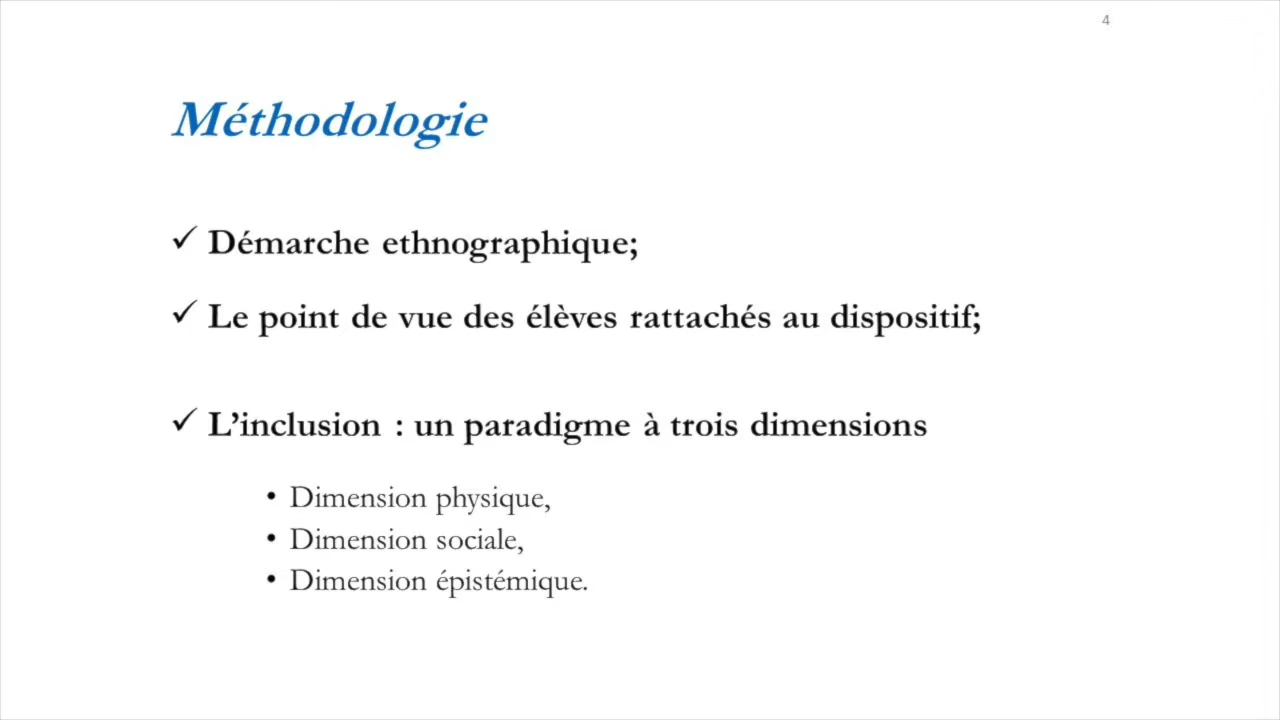 4
Méthodologie
✓ Démarche ethnographique;
✓ Le point de vue des élèves rattachés au dispositif;
✓ L’inclusion : un paradigme à trois dimensions
• Dimension physique,
• Dimension sociale,
• Dimension épistémique.